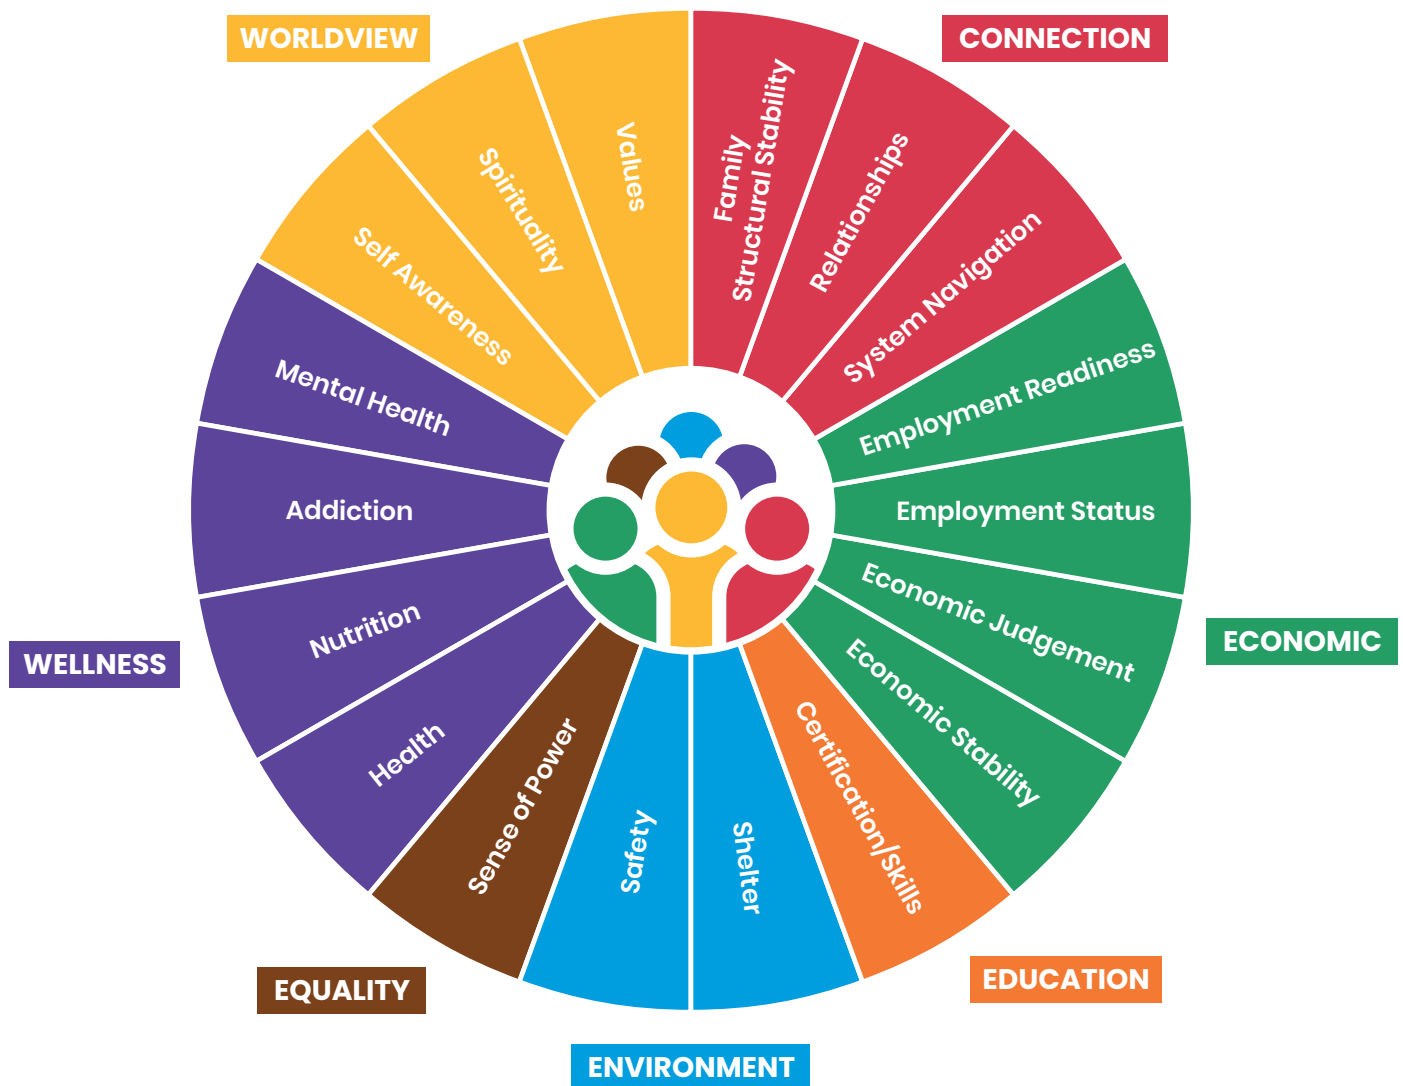 WORLDVIEW
CONNECTION
Values
Family
Structural Stability
Spirituality
Relationships
Self Awareness
System Navigation
Mental Health
Employment Readiness
Addiction
Employment Status
Nutrition
Economic Judgement
WELLNESS
ECONOMIC
Health
Economic Stability
Sense of Power
Safety
Shelter
Certification/Skills
EQUALITY
EDUCATION
ENVIRONMENT